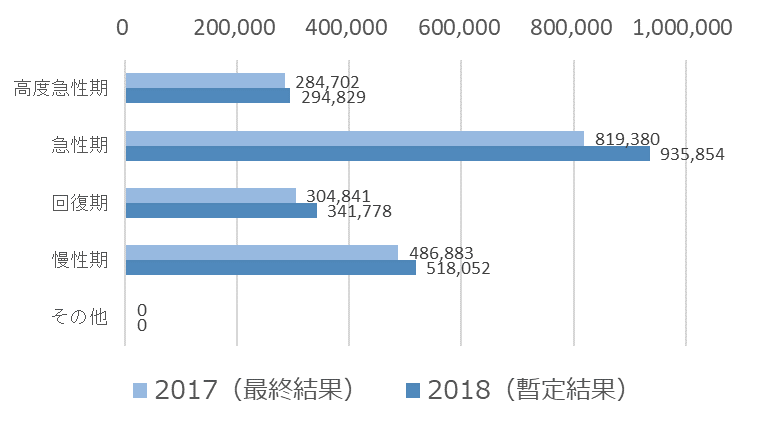 0 200,000 400,000 600,000 800,000 1,000,000
高度急性期
284,702
294,829
急性期
819,380
935,854
回復期
304,841
341,778
慢性期
486,883
518,052
その他
0
0
2017（最終結果） 2018（暫定結果）